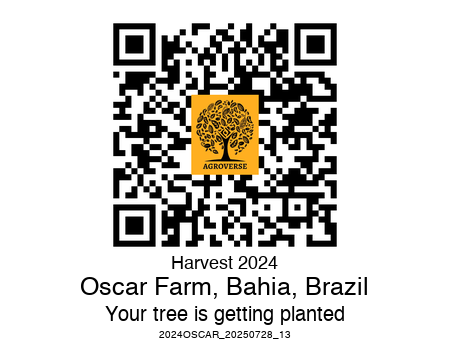 AGROVERSE
Harvest 2024
Oscar Farm, Bahia, Brazil
Your tree is getting planted
2024OSCAR_20250728_13